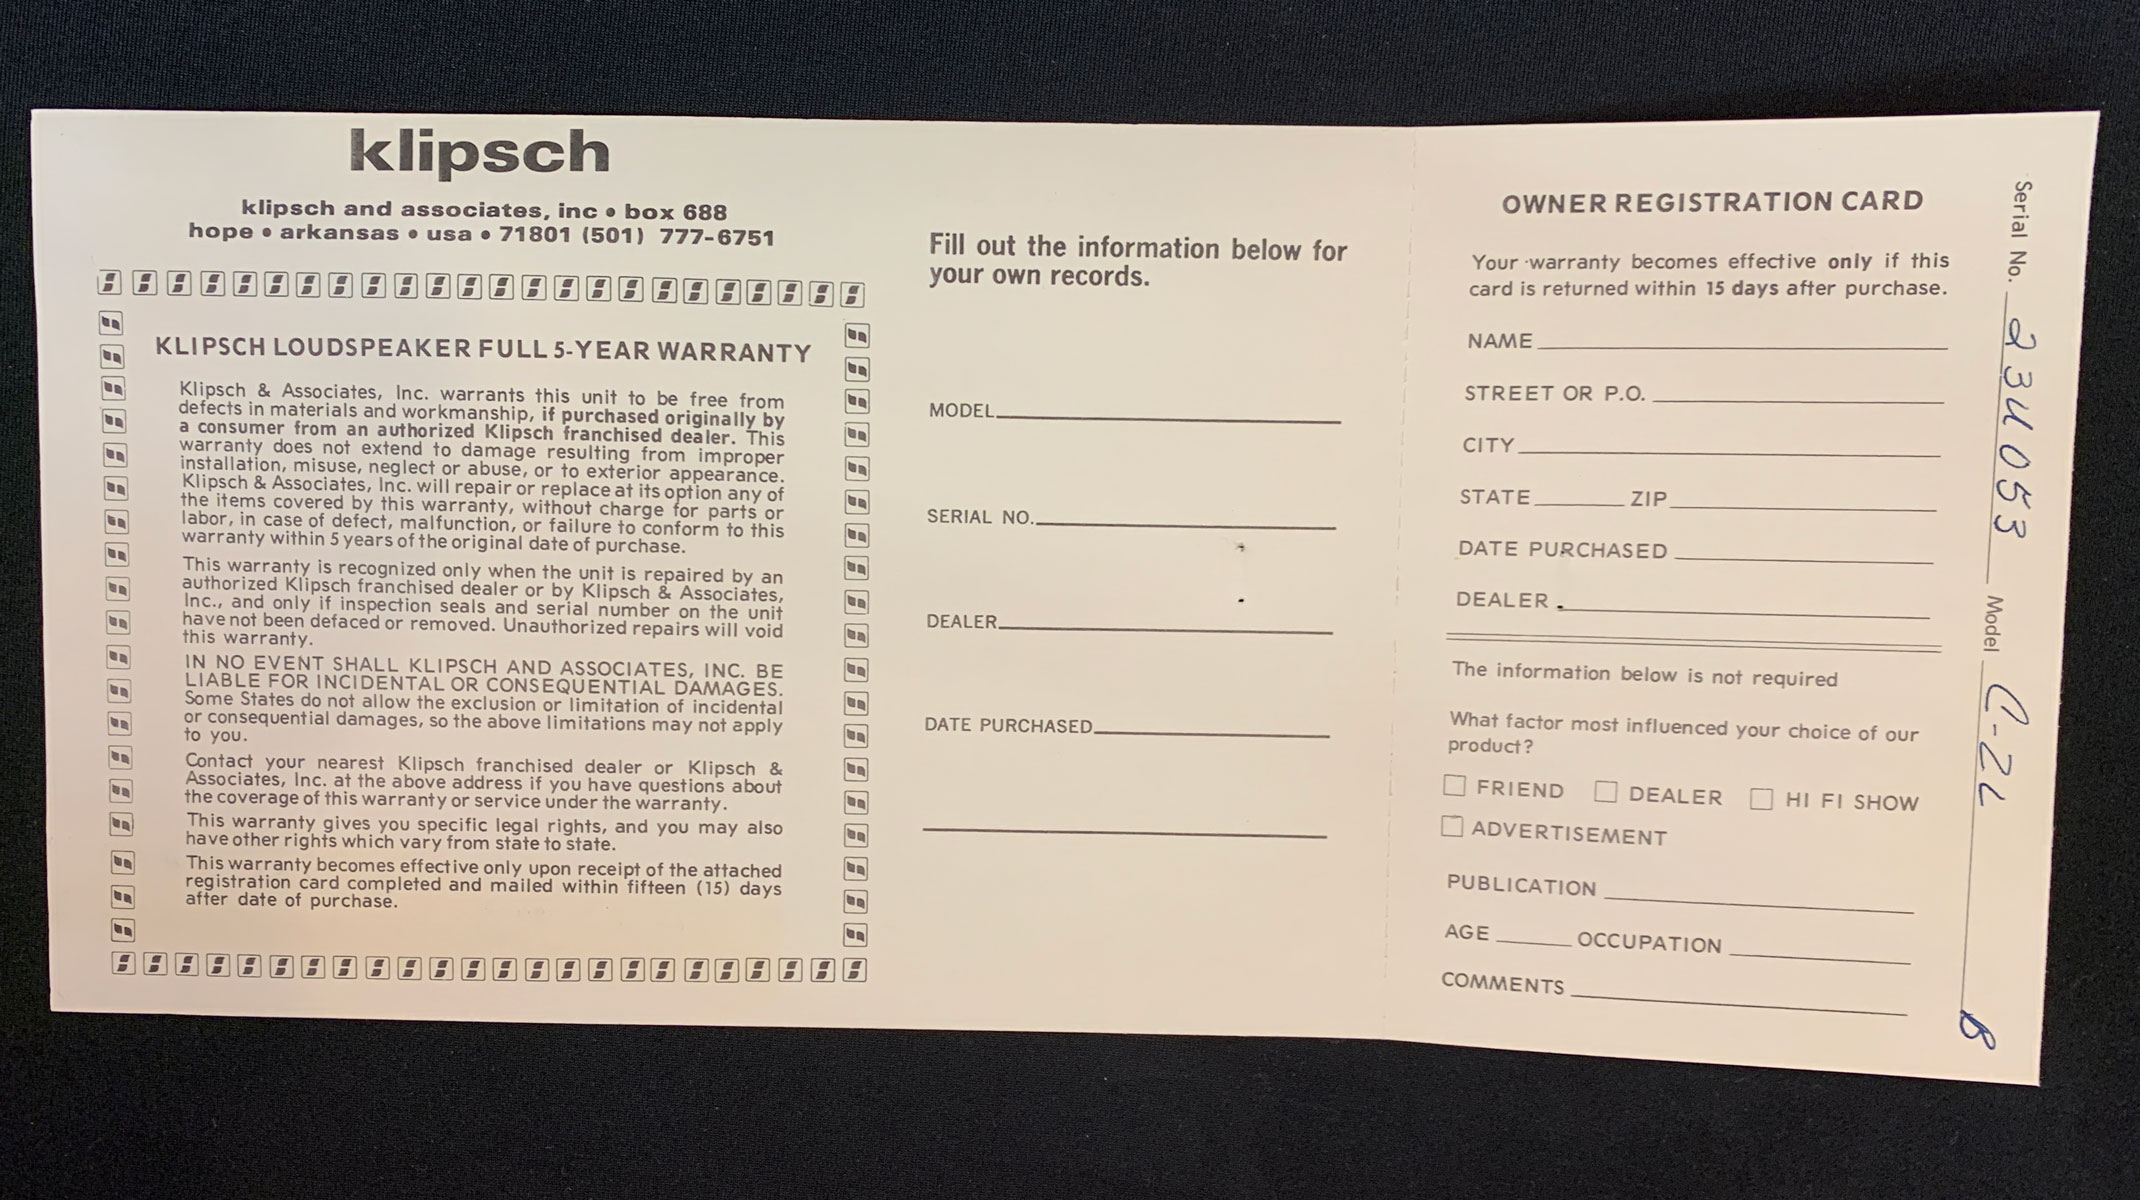 klipsch
klipsch and associates, inc • box 688
hope • arkansas • usa • 71801 (501) 777-6751
KLIPSCH LOUDSPEAKER FULL 5-YEAR WARRANTY
Klipsch & Associates, Inc. warrants this unit to be free from
defects in materials and workmanship, if purchased originally by
a consumer from an authorized Klipsch franchised dealer. This
warranty does not extend to damage resulting from improper
installation, misuse, neglect or abuse, or to exterior appearance.
Klipsch & Associates, Inc. will repair or replace at its option any of
the items covered by this warranty, without charge for parts or
labor, in case of defect, malfunction, or failure to conform to this
warranty within 5 years of the original date of purchase.
This warranty is recognized only when the unit is repaired by an
authorized Klipsch franchised dealer or by Klipsch & Associates,
Inc., and only if inspection seals and serial number on the unit
have not been defaced or removed. Unauthorized repairs will void
this warranty.
IN NO EVENT SHALL KLIPSCH AND ASSOCIATES, INC. BE
LIABLE FOR INCIDENTAL OR CONSEQUENTIAL DAMAGES.
Some States do not allow the exclusion or limitation of incidental
or consequential damages, so the above limitations may not apply
to you.
Contact your nearest Klipsch franchised dealer or Klipsch &
Associates, Inc. at the above address if you have questions about
the coverage of this warranty or service under the warranty.
This warranty gives you specific legal rights, and you may also
have other rights which vary from state to state.
This warranty becomes effective only upon receipt of the attached
registration card completed and mailed within fifteen (15) days
after date of purchase.
Fill out the information below for
your own records.
MODEL
SERIAL NO.
DEALER
DATE PURCHASED
OWNER REGISTRATION CARD
Your warranty becomes effective only if this
card is returned within 15 days after purchase.
NAME
STREET OR P.O.
CITY
STATE ZIP
DATE PURCHASED
DEALER
The information below is not required
What factor most influenced your choice of our
product?
FRIEND DEALER HI FI SHOW
ADVERTISEMENT
PUBLICATION
AGE OCCUPATION
COMMENTS
Serial No. 234053 Model B